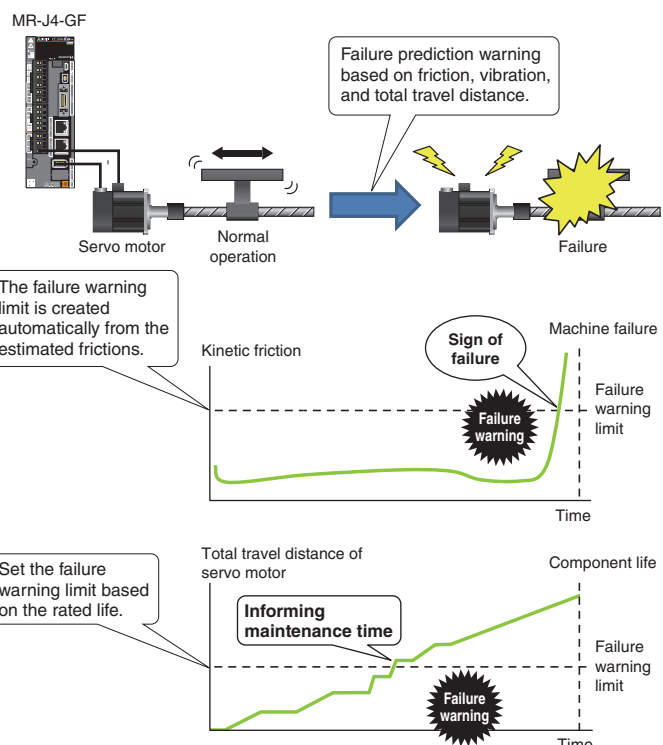 MR-J4-GF
Failure prediction warning
based on friction, vibration,
and total travel distance.
Servo motor
Normal
operation
Failure
The failure warning
limit is created
automatically from the
estimated frictions.
Kinetic friction
Sign of
failure
Machine failure
Failure
warning
Failure
warning
limit
Time
Set the failure
warning limit based
on the rated life.
Total travel distance of
servo motor
Component life
Informing
maintenance time
Failure
warning
limit
Failure
warning
Time